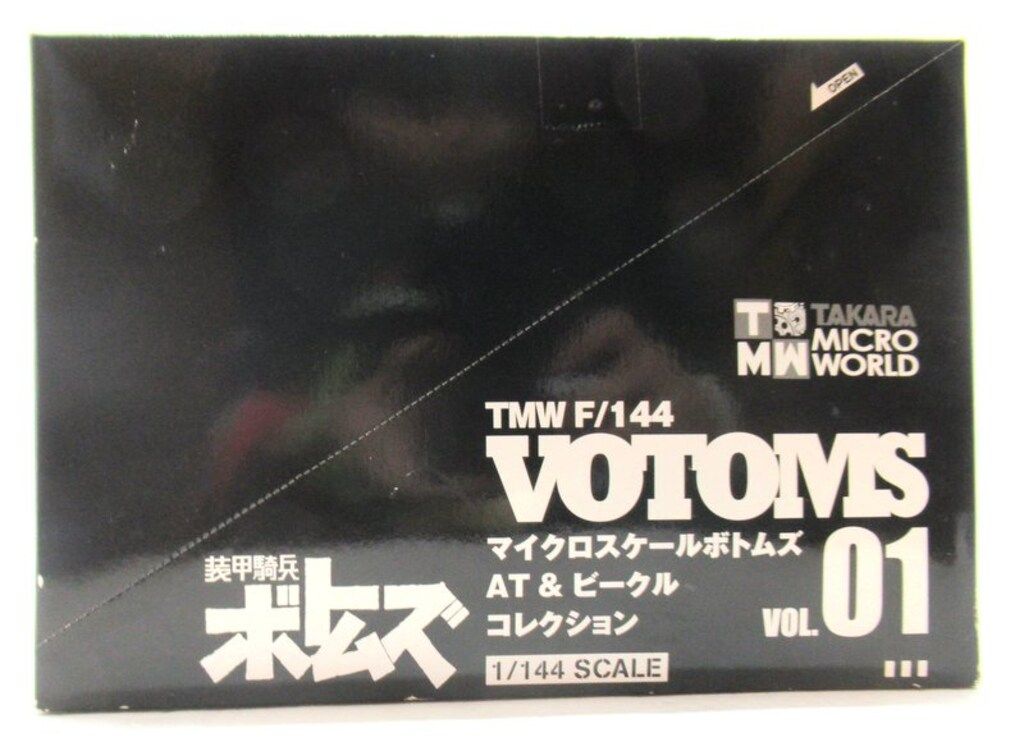 OPEN
TMW
TAKARA
MICRO
WORLD
TMW F/144
VOTOMS
マイクロスケールボトムズ
AT & ビークル
コレクション
VOL. 01
1/144 SCALE
装甲騎兵
ボトムズ